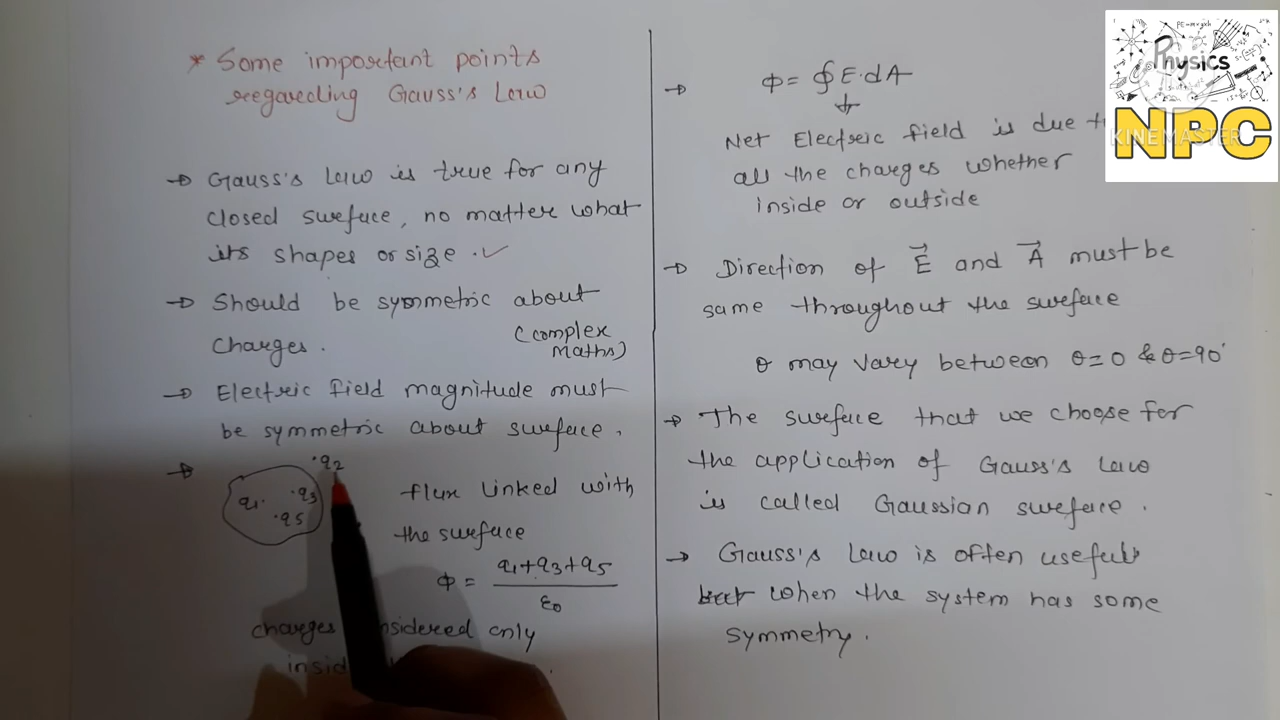 * Some important points
regarding Gauss's Law
→ Gauss's Law is true for any
closed surface, no matter what
its shapes or size. ✓
→ Should be symmetric about
charges. (complex
maths)
→ Electric field magnitude must
be symmetric about surface.
→ .q2
q1. .q3
.q5
flux linked with
the surface
Φ = q1+q3+q5
ε0
charges considered only
→ Φ = ∮E.dA
Net Electric field is due
all the charges whether
inside or outside
→ Direction of E⃗ and A⃗ must be
same throughout the surface
θ may vary between θ=0 & θ=90°
→ The surface that we choose for
the application of Gauss's Law
is called Gaussian surface.
→ Gauss's Law is often useful
when the system has some
symmetry.
Physics
NPC
KINEMASTER